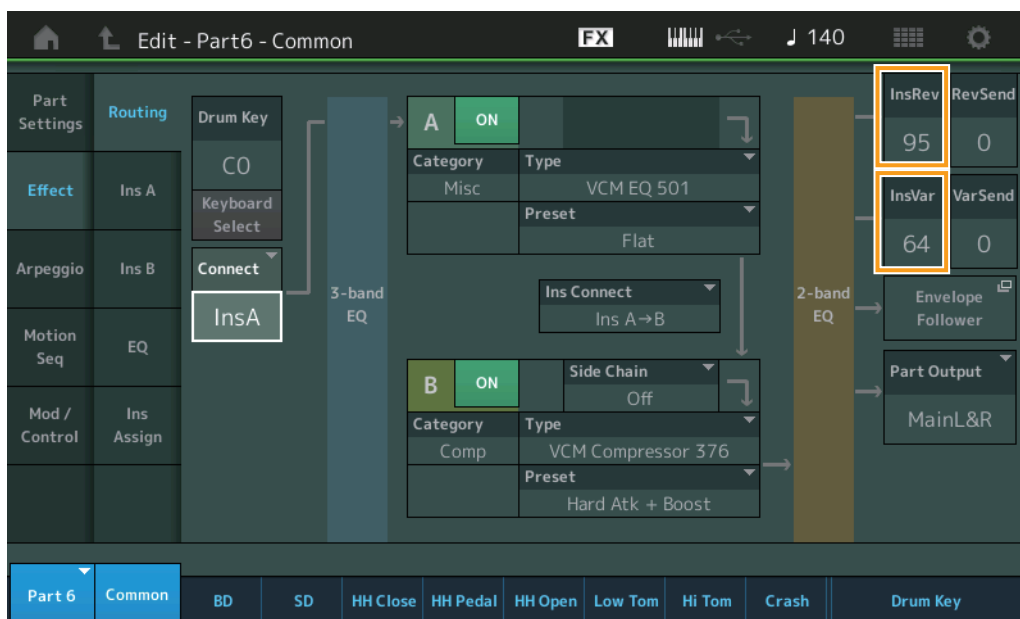 Edit - Part6 - Common
FX
♩ 140
Part
Settings
Effect
Arpeggio
Motion
Seq
Mod /
Control
Routing
Ins A
Ins B
EQ
Ins
Assign
Drum Key
C0
Keyboard
Select
Connect
InsA
3-band
EQ
A
ON
Category
Misc
Type
VCM EQ 501
Preset
Flat
Ins Connect
Ins A→B
B
ON
Side Chain
Off
Category
Comp
Type
VCM Compressor 376
Preset
Hard Atk + Boost
2-band
EQ
InsRev
95
RevSend
0
InsVar
64
VarSend
0
Envelope
Follower
Part Output
MainL&R
Part 6
Common
BD
SD
HH Close
HH Pedal
HH Open
Low Tom
Hi Tom
Crash
Drum Key